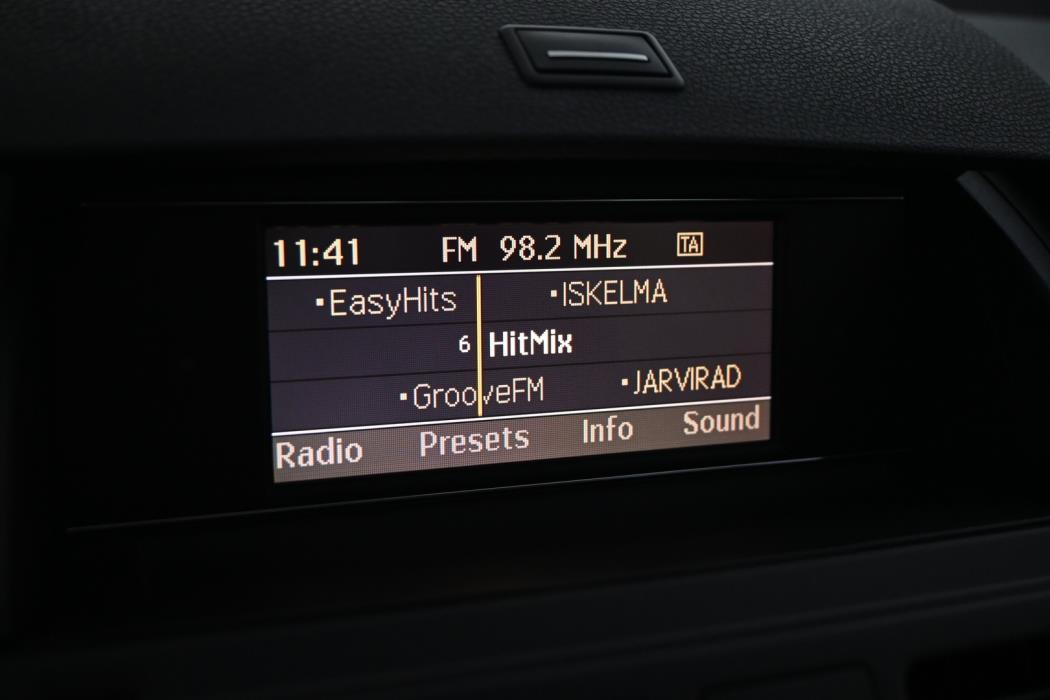 11:41 FM 98.2 MHz TA
▪EasyHits ▪ISKELMA
6 HitMix
▪GrooveFM ▪JARVIRAD
Radio Presets Info Sound